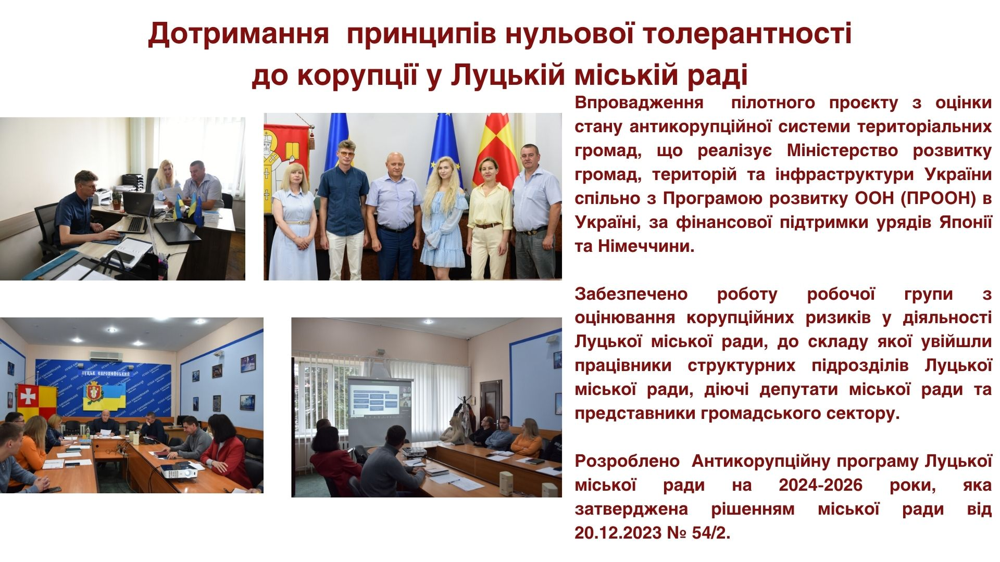 Дотримання принципів нульової толерантності
до корупції у Луцькій міській раді
Впровадження пілотного проєкту з оцінки
стану антикорупційної системи територіальних
громад, що реалізує Міністерство розвитку
громад, територій та інфраструктури України
спільно з Програмою розвитку ООН (ПРООН) в
Україні, за фінансової підтримки урядів Японії
та Німеччини.
Забезпечено роботу робочої групи з
оцінювання корупційних ризиків у діяльності
Луцької міської ради, до складу якої увійшли
працівники структурних підрозділів Луцької
міської ради, діючі депутати міської ради та
представники громадського сектору.
Розроблено Антикорупційну програму Луцької
міської ради на 2024-2026 роки, яка
затверджена рішенням міської ради від
20.12.2023 № 54/2.
ЛУЦЬК ЄВРОПЕЙСЬКИЙ